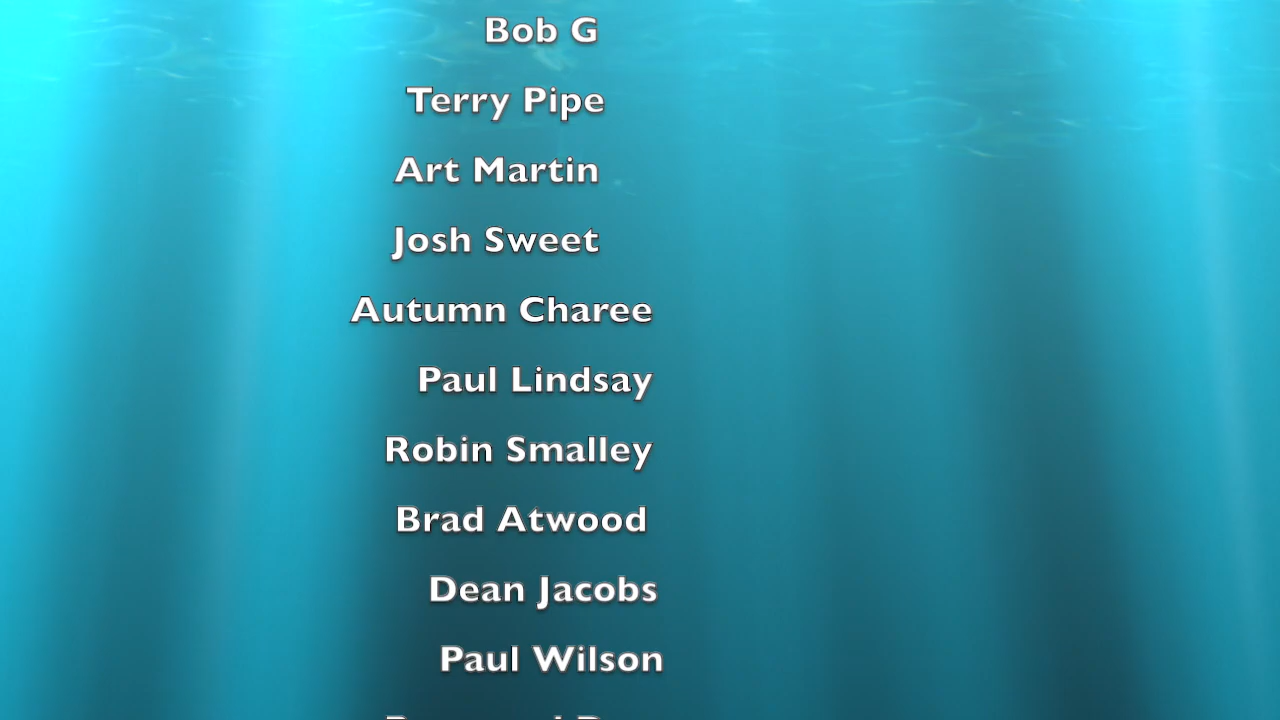 Bob G
Terry Pipe
Art Martin
Josh Sweet
Autumn Charee
Paul Lindsay
Robin Smalley
Brad Atwood
Dean Jacobs
Paul Wilson